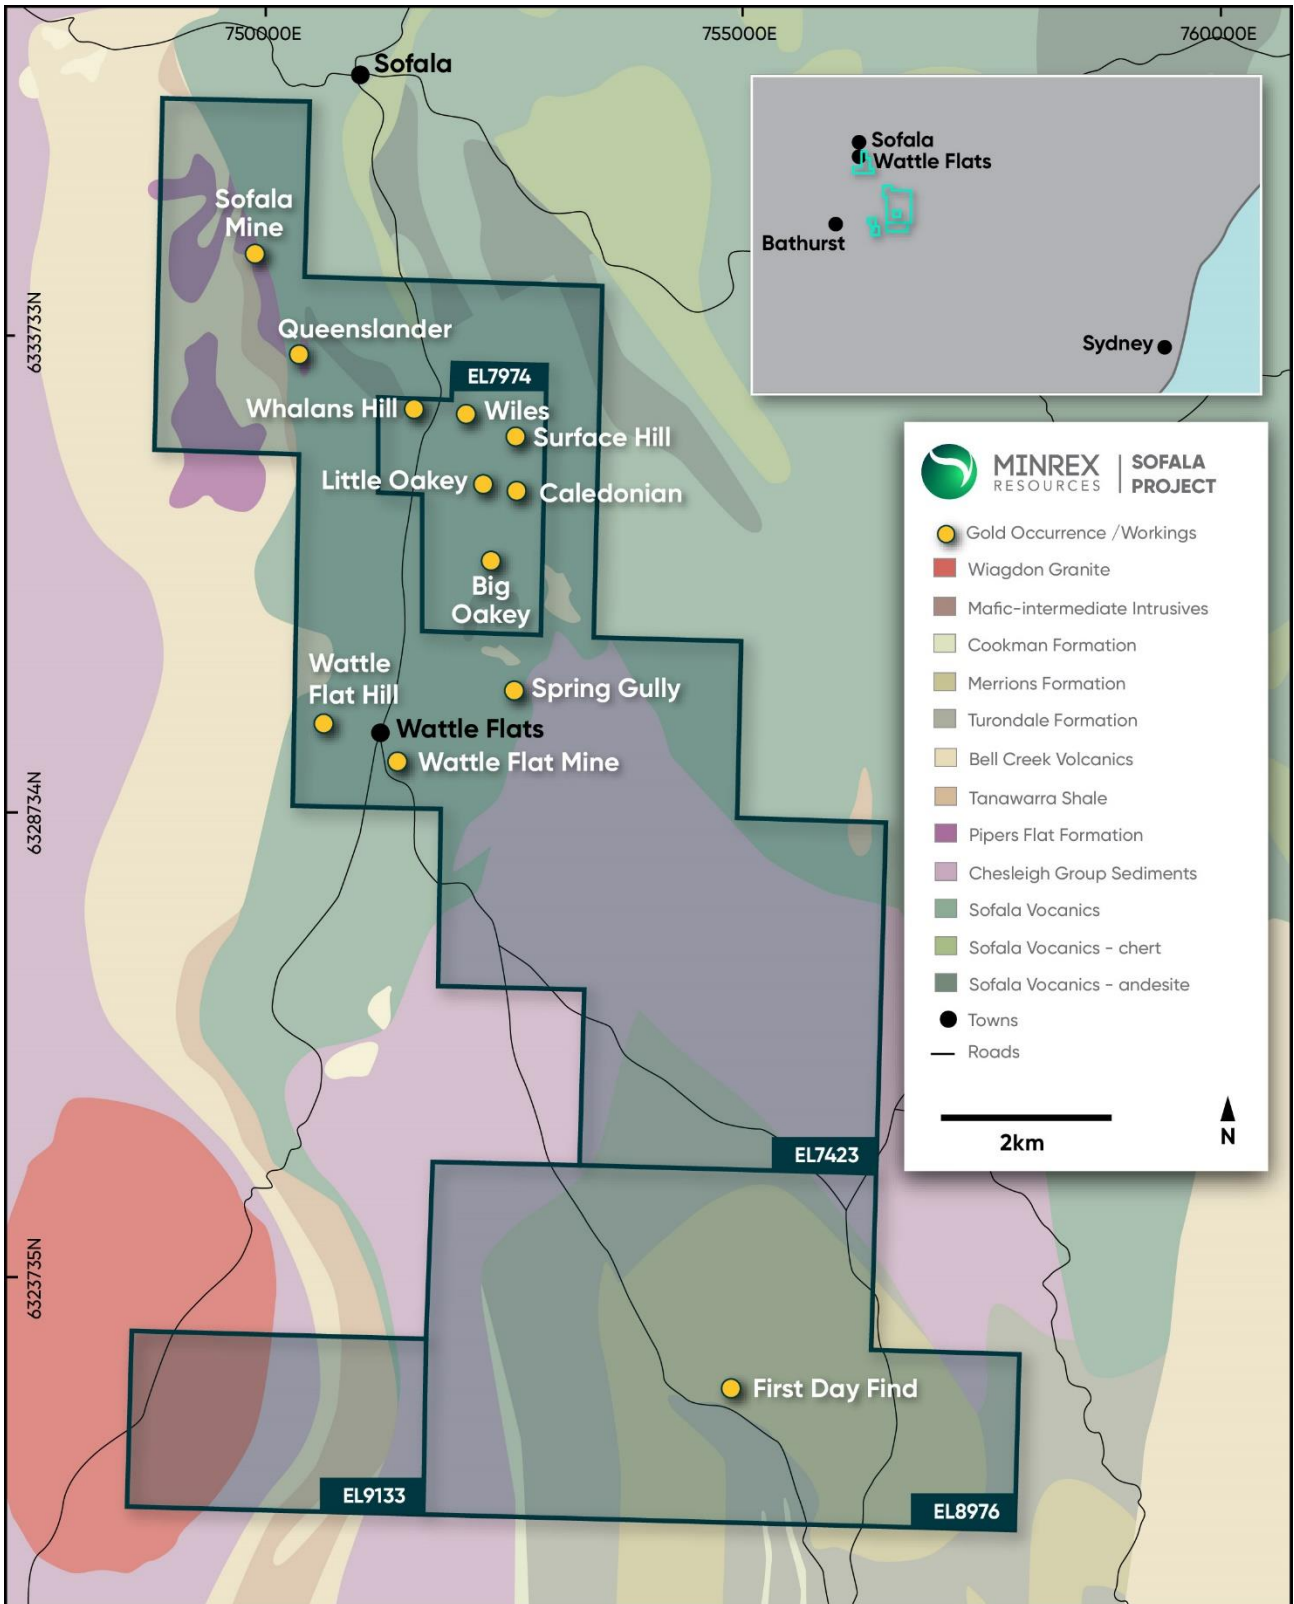 750000E
755000E
760000E
Sofala
Sofala
Wattle Flats
Bathurst
Sydney
Sofala
Mine
6333733N
Queenslander
EL7974
Whalans Hill
Wiles
Surface Hill
Little Oakey
Caledonian
Big
Oakey
Wattle
Flat Hill
Spring Gully
Wattle Flats
Wattle Flat Mine
6328734N
MINREX
RESOURCES
SOFALA
PROJECT
Gold Occurrence /Workings
Wiagdon Granite
Mafic-intermediate Intrusives
Cookman Formation
Merrions Formation
Turondale Formation
Bell Creek Volcanics
Tanawarra Shale
Pipers Flat Formation
Chesleigh Group Sediments
Sofala Vocanics
Sofala Vocanics - chert
Sofala Vocanics - andesite
Towns
Roads
2km
N
EL7423
6323735N
First Day Find
EL9133
EL8976